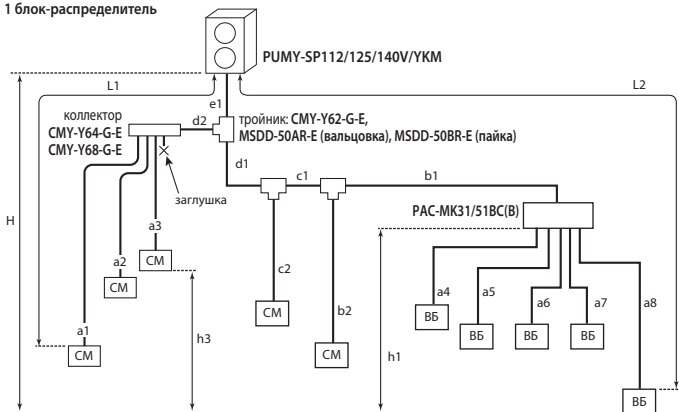 1 блок-распределитель
PUMY-SP112/125/140V/YKM
L1
L2
e1
коллектор
CMY-Y64-G-E
CMY-Y68-G-E
d2
тройник: CMY-Y62-G-E,
MSDD-50AR-E (вальцовка), MSDD-50BR-E (пайка)
d1
c1
b1
заглушка
H
PAC-MK31/51BC(B)
a3
a2
СМ
СМ
c2
a4
a5
a6
a7
a8
СМ
b2
ВБ
ВБ
ВБ
ВБ
a1
h3
h1
СМ
СМ
ВБ